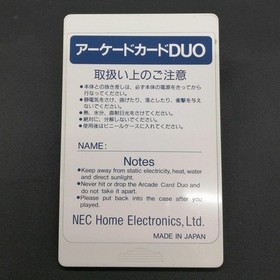 アーケードカードDUO
取扱い上のご注意
●本体との抜き差しは、必ず本体の電源をきってから
行なってください。
●静電気をさけ、曲げたり、落としたり、衝撃を与え
ないでください。
●熱、水分、直射日光をさけてください。
●絶対に、分解しないでください。
●使用後はビニールケースに入れてください。
NAME:
Notes
●Keep away from static electricity, heat, water
and direct sunlight.
●Never hit or drop the Arcade Card Duo and
do not take it apart.
●Please put back into the case after you
played.
NEC Home Electronics, Ltd.
MADE IN JAPAN